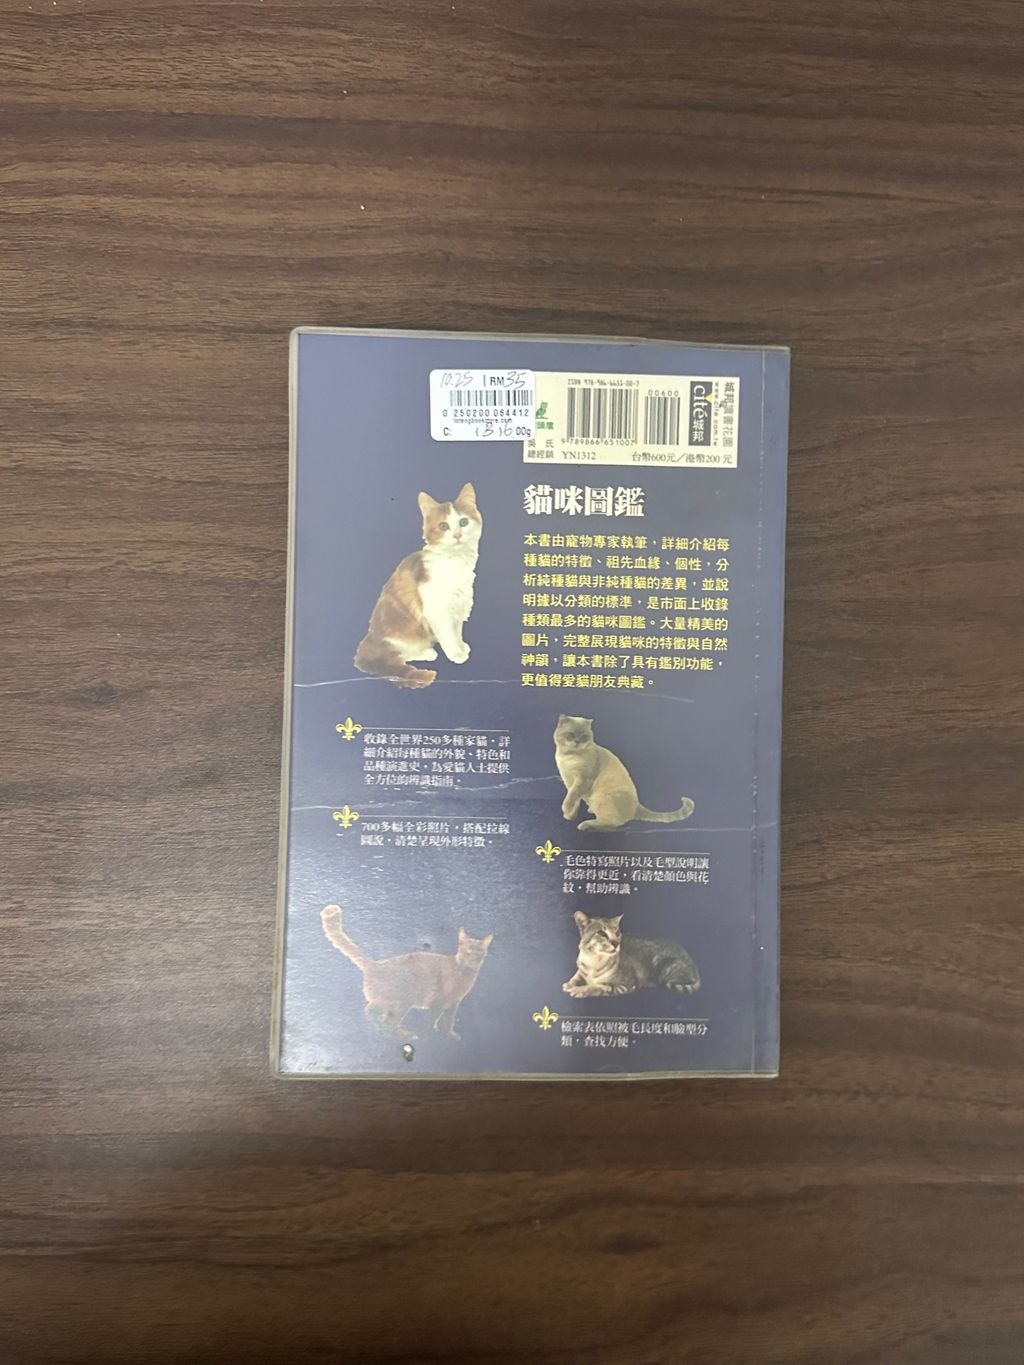 10.25 RM35
8 250200 064412
C: 1316 00g
ISBN 978-986-6651-00-7
00600
9 789866 651007
吳氏
總經銷 YN1312
台幣600元／港幣200元
cité城邦
城邦讀書花園
www.cite.com.tw
貓咪圖鑑
本書由寵物專家執筆，詳細介紹每
種貓的特徵、祖先血緣、個性，分
析純種貓與非純種貓的差異，並說
明據以分類的標準，是市面上收錄
種類最多的貓咪圖鑑。大量精美的
圖片，完整展現貓咪的特徵與自然
神韻，讓本書除了具有鑑別功能，
更值得愛貓朋友典藏。
收錄全世界250多種家貓，詳
細介紹每種貓的外貌、特色和
品種演進史，為愛貓人士提供
全方位的辨識指南。
700多幅全彩照片，搭配拉線
圖說，清楚呈現外形特徵。
毛色特寫照片以及毛型說明讓
你靠得更近，看清楚顏色與花
紋，幫助辨識。
檢索表依照被毛長度和臉型分
類，查找方便。